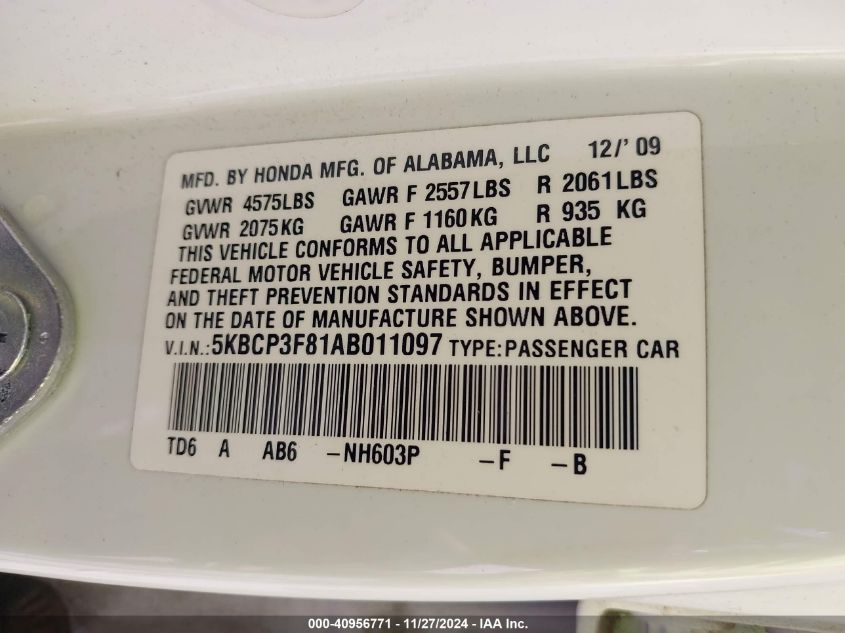 MFD. BY HONDA MFG. OF ALABAMA, LLC 12/'09
GVWR 4575LBS GAWR F 2557LBS R 2061LBS
GVWR 2075KG GAWR F 1160KG R 935 KG
THIS VEHICLE CONFORMS TO ALL APPLICABLE
FEDERAL MOTOR VEHICLE SAFETY, BUMPER,
AND THEFT PREVENTION STANDARDS IN EFFECT
ON THE DATE OF MANUFACTURE SHOWN ABOVE.
V.I.N.:5KBCP3F81AB011097 TYPE:PASSENGER CAR
TD6 A AB6 -NH603P -F -B
000-40956771 - 11/27/2024 - IAA Inc.